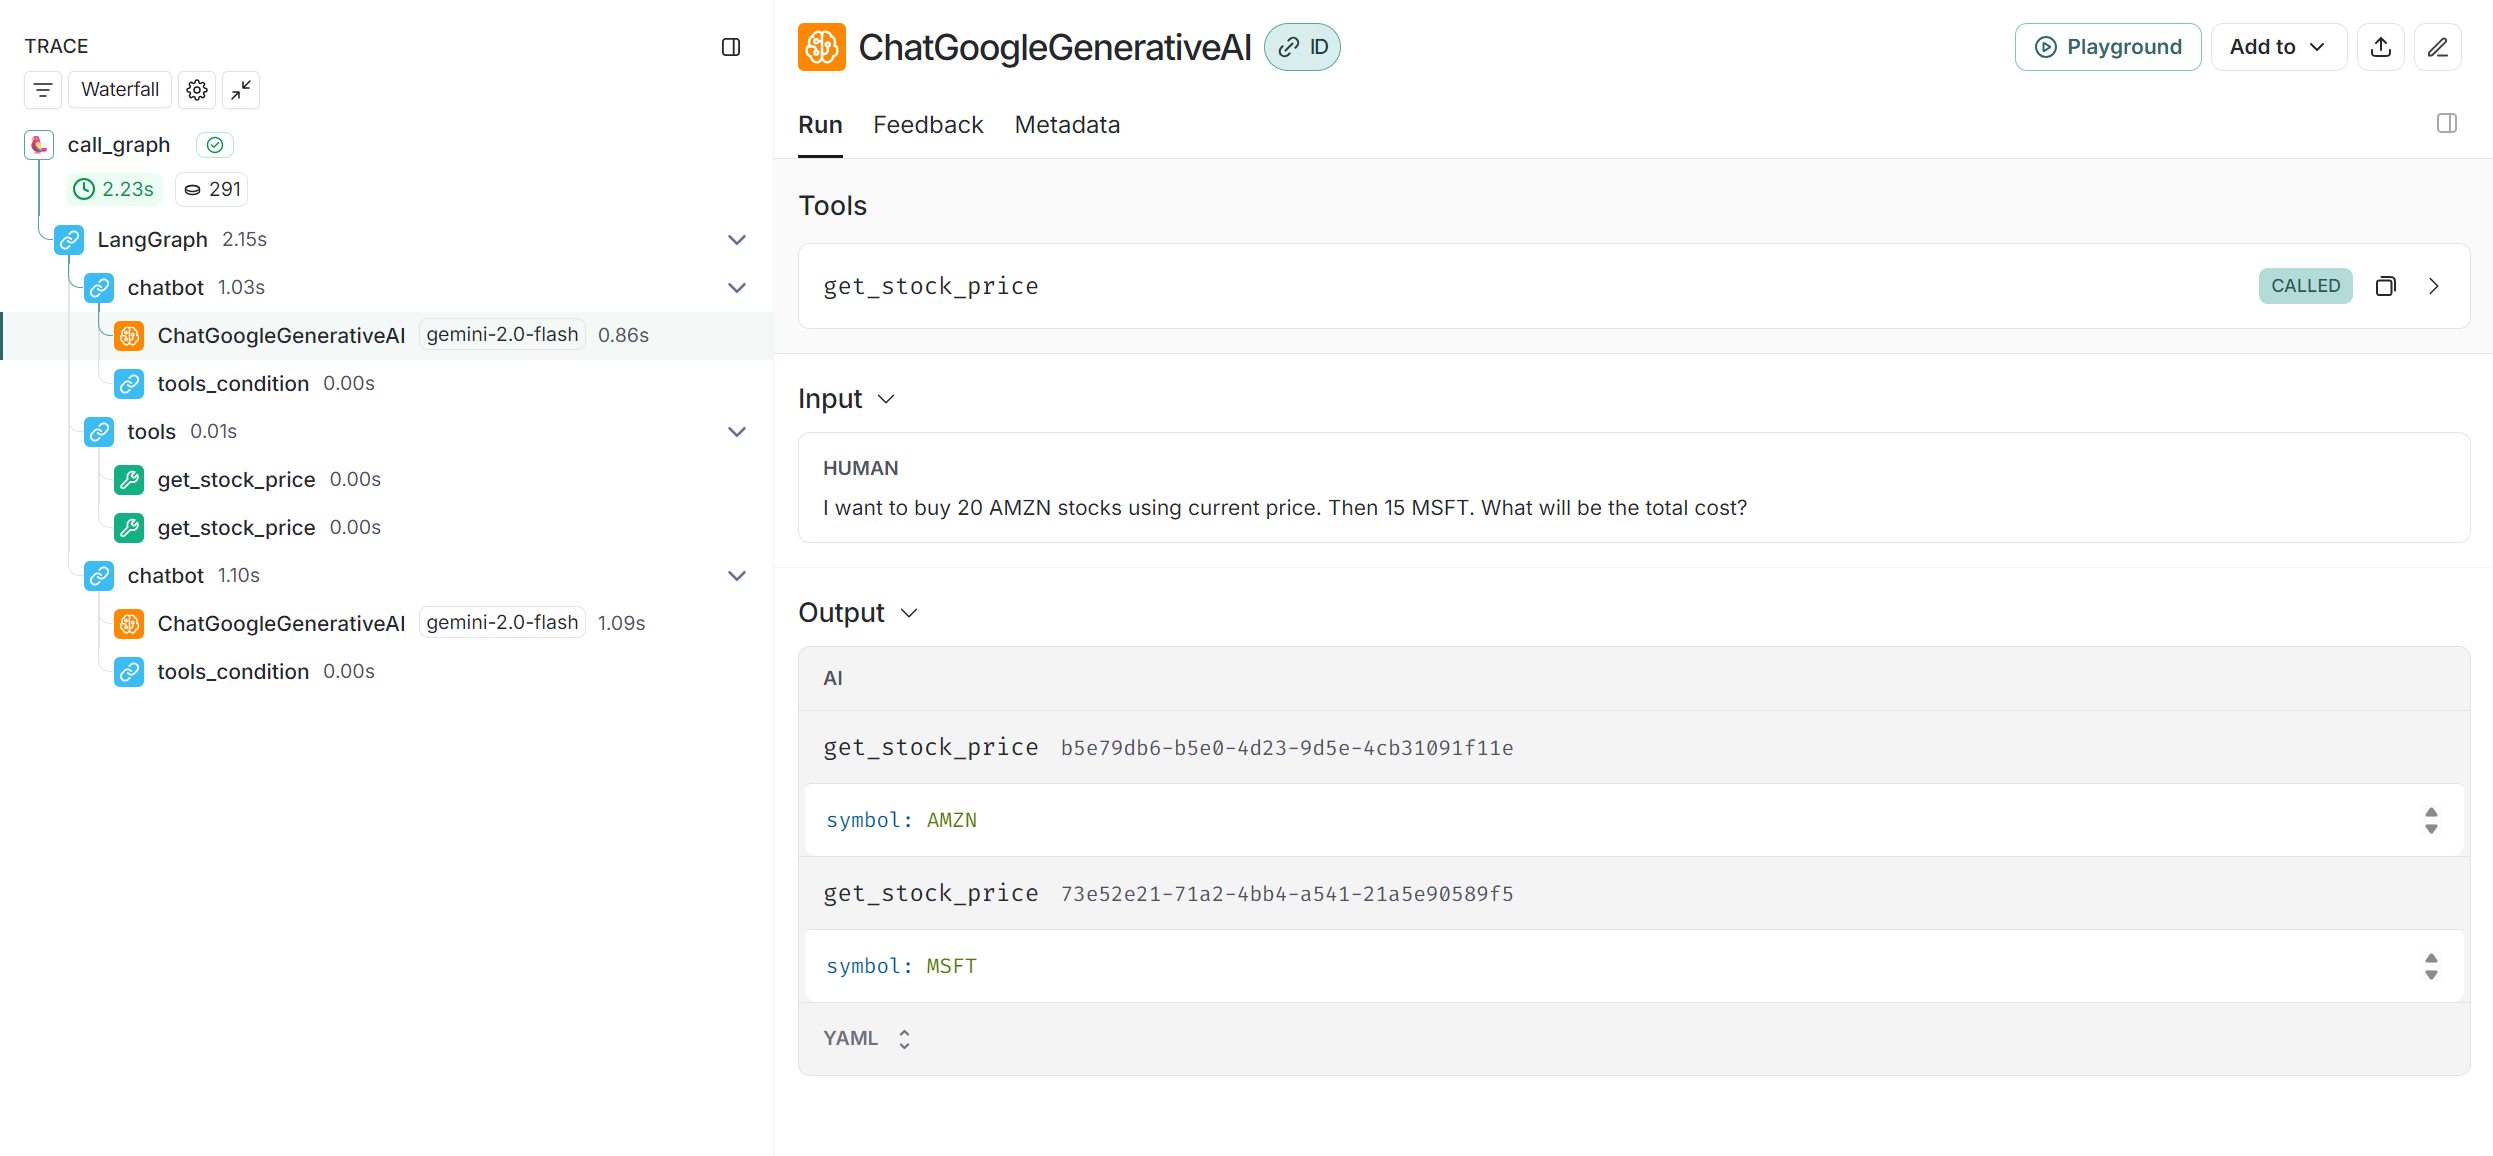 TRACE
Waterfall
call_graph
2.23s 291
LangGraph 2.15s
chatbot 1.03s
ChatGoogleGenerativeAI gemini-2.0-flash 0.86s
tools_condition 0.00s
tools 0.01s
get_stock_price 0.00s
get_stock_price 0.00s
chatbot 1.10s
ChatGoogleGenerativeAI gemini-2.0-flash 1.09s
tools_condition 0.00s
ChatGoogleGenerativeAI ID
Playground Add to
Run Feedback Metadata
Tools
get_stock_price CALLED
Input
HUMAN
I want to buy 20 AMZN stocks using current price. Then 15 MSFT. What will be the total cost?
Output
AI
get_stock_price b5e79db6-b5e0-4d23-9d5e-4cb31091f11e
symbol: AMZN
get_stock_price 73e52e21-71a2-4bb4-a541-21a5e90589f5
symbol: MSFT
YAML